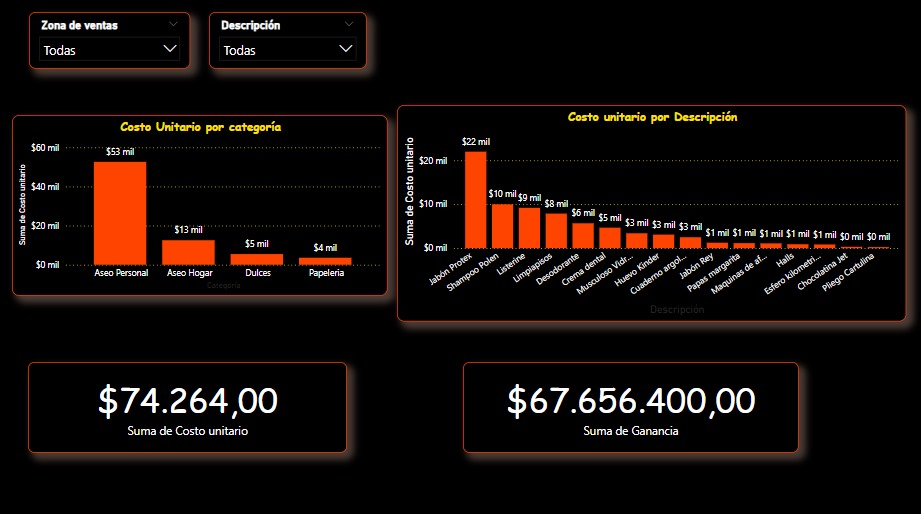 Zona de ventas
Todas
Descripción
Todas
Costo Unitario por categoría
Suma de Costo unitario
$60 mil
$40 mil
$20 mil
$0 mil
$53 mil
$13 mil
$5 mil
$4 mil
Aseo Personal
Aseo Hogar
Dulces
Papeleria
Categoría
Costo unitario por Descripción
Suma de Costo unitario
$20 mil
$10 mil
$0 mil
$22 mil
$10 mil
$9 mil
$8 mil
$6 mil
$5 mil
$3 mil
$3 mil
$3 mil
$1 mil
$1 mil
$1 mil
$1 mil
$1 mil
$0 mil
$0 mil
Jabón Protex
Shampoo Polen
Listerine
Limpiapisos
Desodorante
Crema dental
Musculoso Vidr...
Huevo Kinder
Cuaderno argol...
Jabón Rey
Papas margarita
Maquinas de af...
Halls
Esfero kilometri...
Chocolatina Jet
Pliego Cartulina
Descripción
$74.264,00
Suma de Costo unitario
$67.656.400,00
Suma de Ganancia